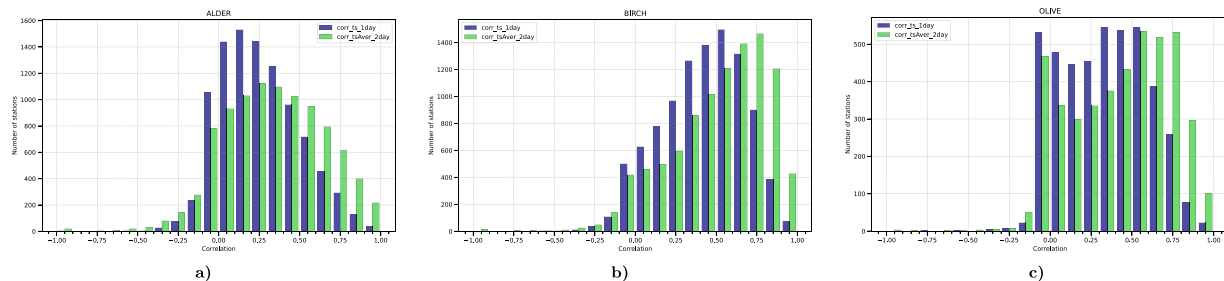 ALDER
corr_ts_1day
corr_tsAver_2day
1600
1400
1200
1000
800
600
400
200
0
Number of stations
−1,00 −0,75 −0,50 −0,25 0,00 0,25 0,50 0,75 1,00
Correlation
a)
BIRCH
corr_ts_1day
corr_tsAver_2day
1400
1200
1000
800
600
400
200
0
Number of stations
−1,00 −0,75 −0,50 −0,25 0,00 0,25 0,50 0,75 1,00
Correlation
b)
OLIVE
corr_ts_1day
corr_tsAver_2day
500
400
300
200
100
0
Number of stations
−1.00 −0.75 −0.50 −0.25 0.00 0.25 0.50 0.75 1.00
Correlation
c)